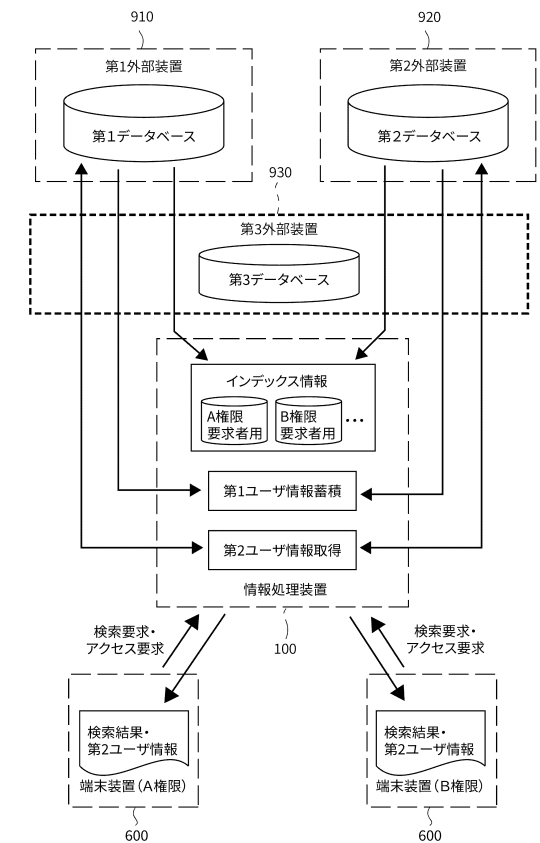 910
920
第1外部装置
第2外部装置
第1データベース
第2データベース
930
第3外部装置
第3データベース
インデックス情報
A権限
要求者用
B権限
要求者用
…
第1ユーザ情報蓄積
第2ユーザ情報取得
情報処理装置
100
検索要求・
アクセス要求
検索要求・
アクセス要求
検索結果・
第2ユーザ情報
端末装置(A権限)
600
検索結果・
第2ユーザ情報
端末装置(B権限)
600